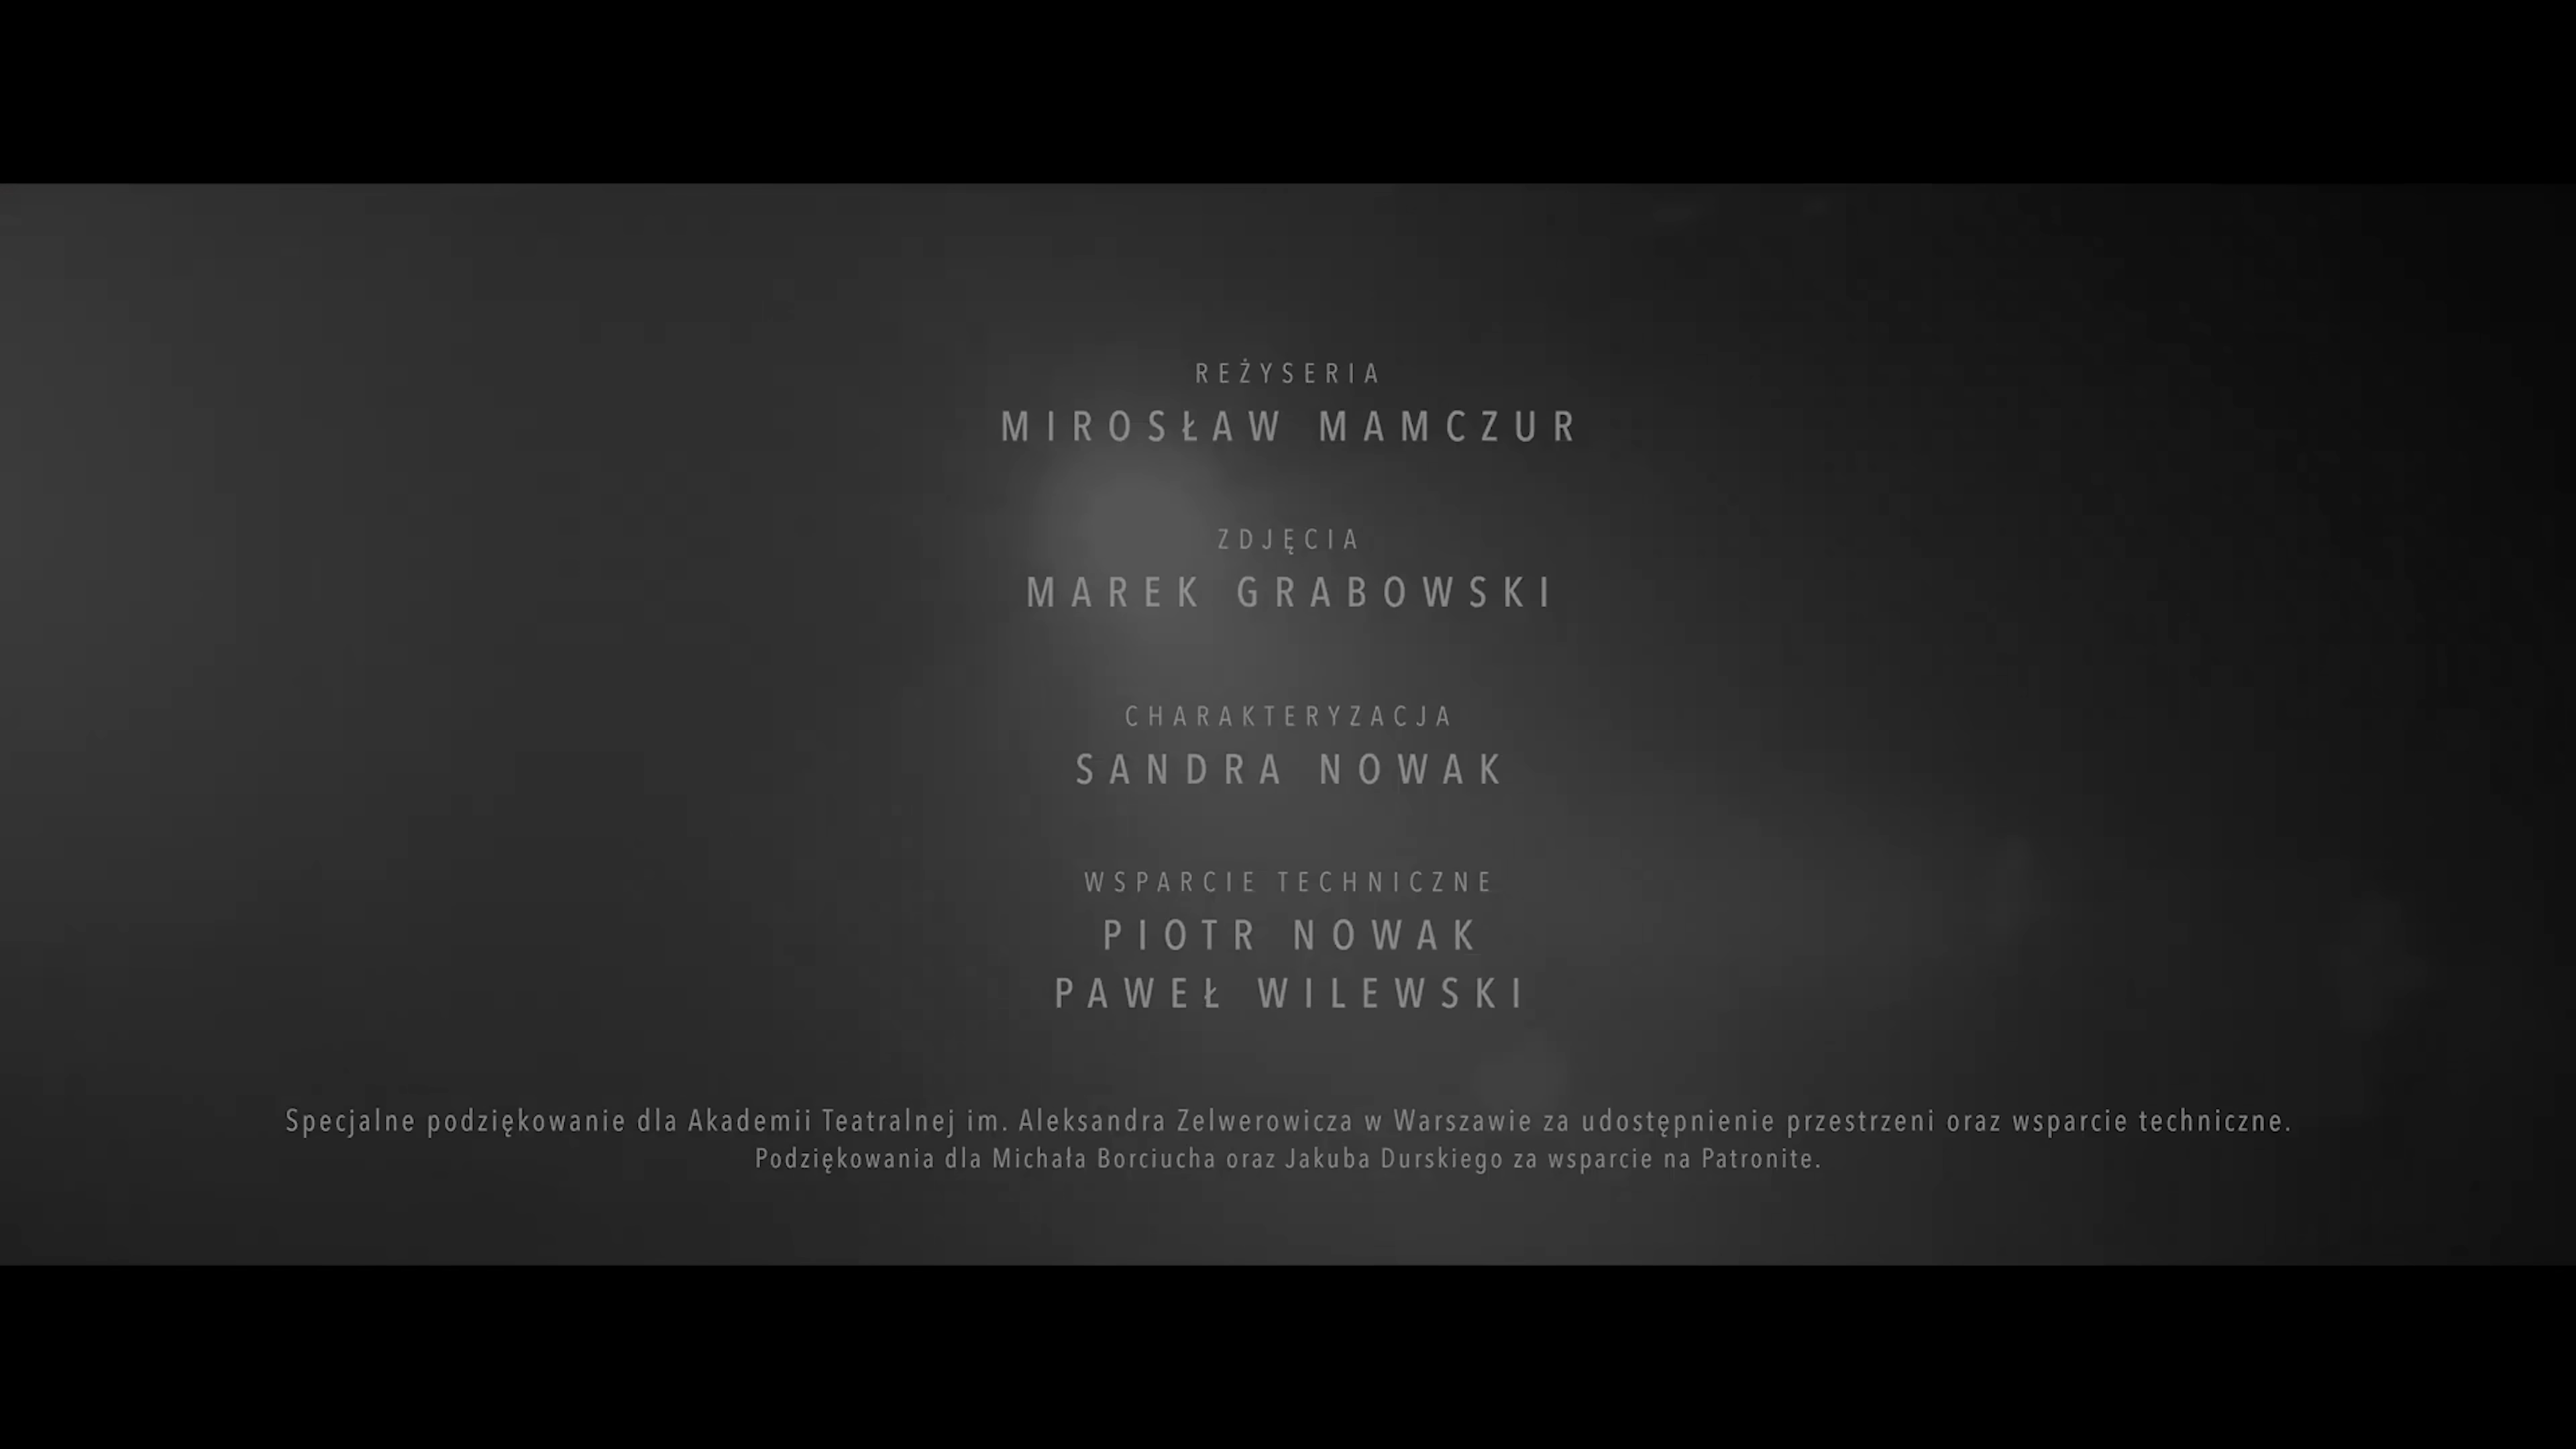 REŻYSERIA
MIROSŁAW MAMCZUR
ZDJĘCIA
MAREK GRABOWSKI
CHARAKTERYZACJA
SANDRA NOWAK
WSPARCIE TECHNICZNE
PIOTR NOWAK
PAWEŁ WILEWSKI
Specjalne podziękowanie dla Akademii Teatralnej im. Aleksandra Zelwerowicza w Warszawie za udostępnienie przestrzeni oraz wsparcie techniczne.
Podziękowania dla Michała Borciucha oraz Jakuba Durskiego za wsparcie na Patronite.